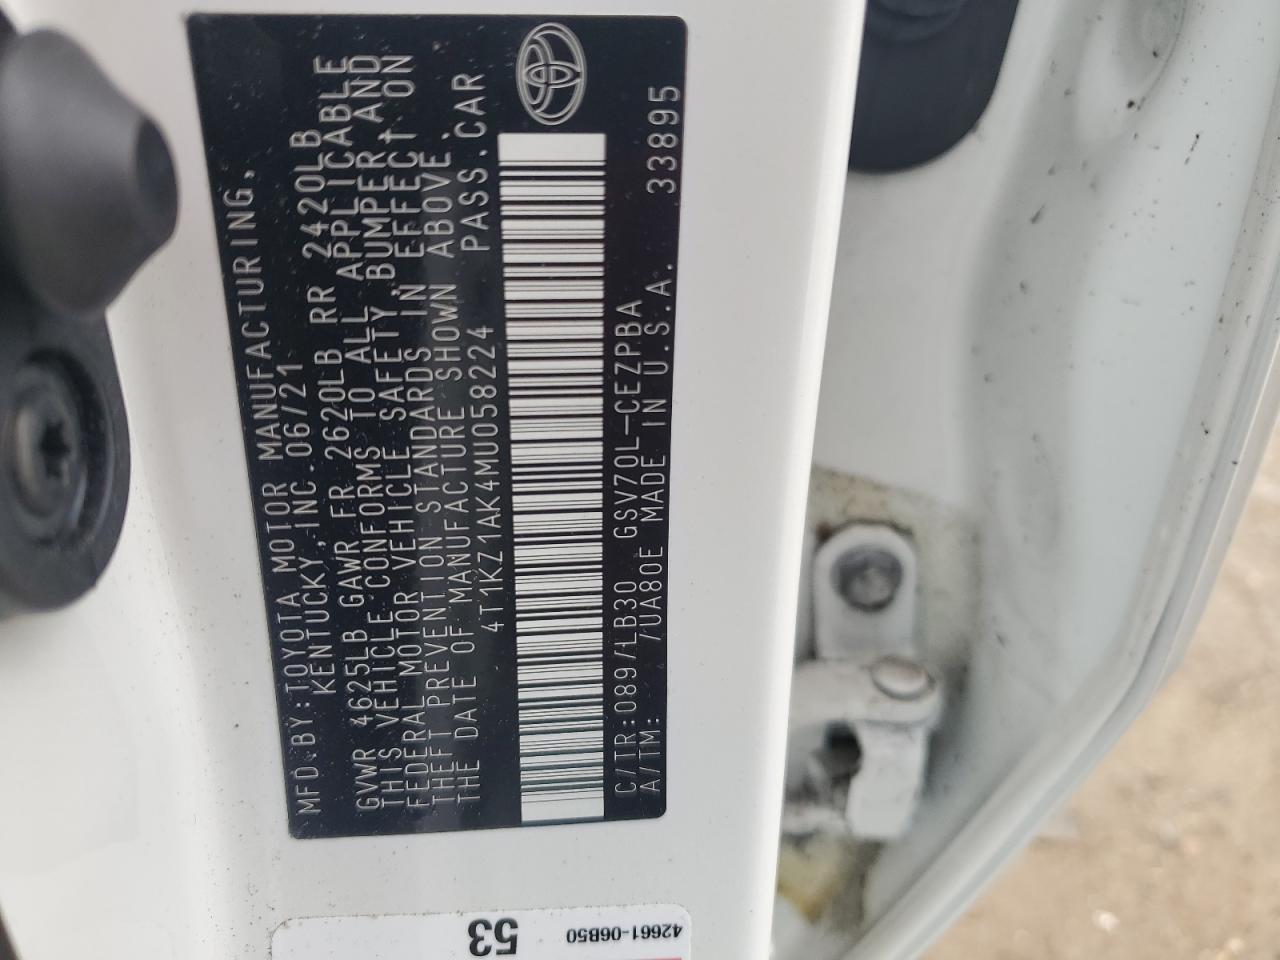 MFD.BY:TOYOTA MOTOR MANUFACTURING,
KENTUCKY,INC.06/21
GVWR 4625LB GAWR FR 2620LB RR 2420LB
THIS VEHICLE CONFORMS TO ALL APPLICABLE
FEDERAL MOTOR VEHICLE SAFETY,BUMPER,AND
THEFT PREVENTION STANDARDS IN EFFECT ON
THE DATE OF MANUFACTURE SHOWN ABOVE.
4T1KZ1AK4MU058224 PASS.CAR
C/TR:089/LB30 GSV70L-CEZPBA
A/TM: /UA80E MADE IN U.S.A. 33895
53
42661-06B50